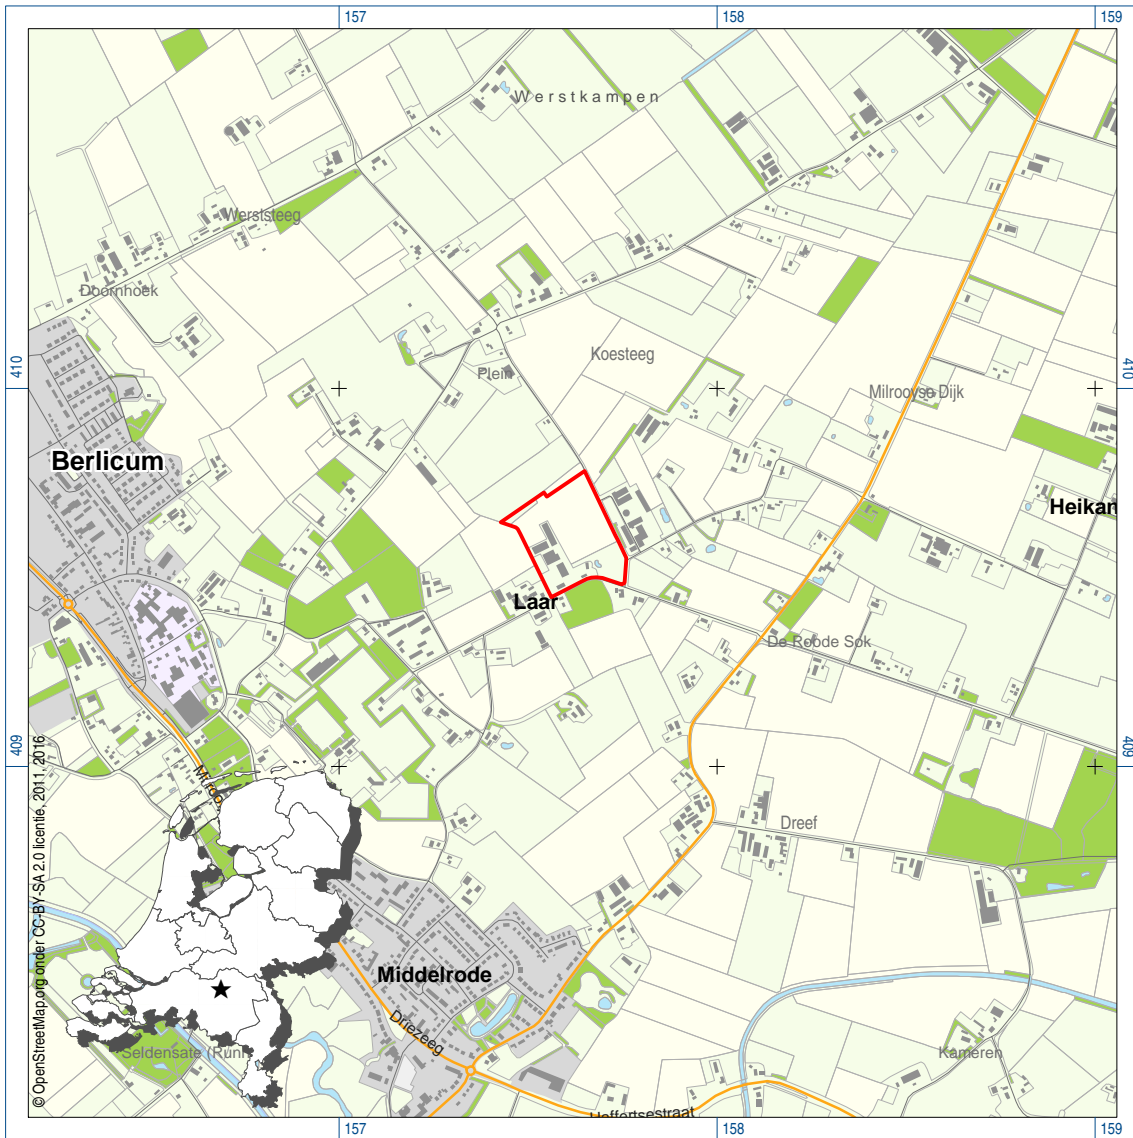 157
158
159
Werstkampen
Werststeeg
Doornhoek
Koesteeg
Plein
410
410
Milrooyse Dijk
Berlicum
Heikan
Laar
De Roode Sok
409
409
Dreef
Middelrode
Driezeeg
Seldensate (Ruïn
Kameren
Hoffertsestraat
© OpenStreetMap.org onder CC-BY-SA 2.0 licentie, 2011, 2016.
157
158
159